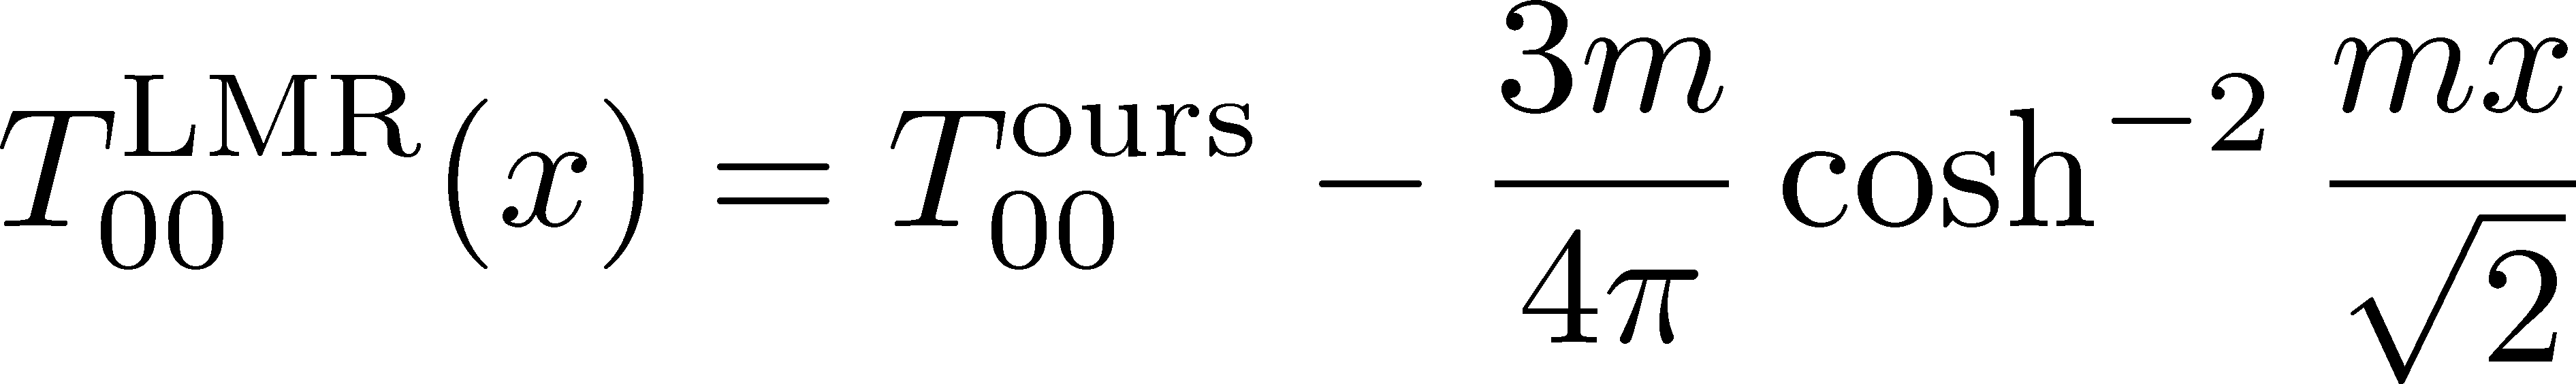 $T_{00}^{\mathrm{LMR}}(x) = T_{00}^{\mathrm{ours}} - \frac{3m}{4\pi} \cosh^{-2} \frac{mx}{\sqrt{2}}$